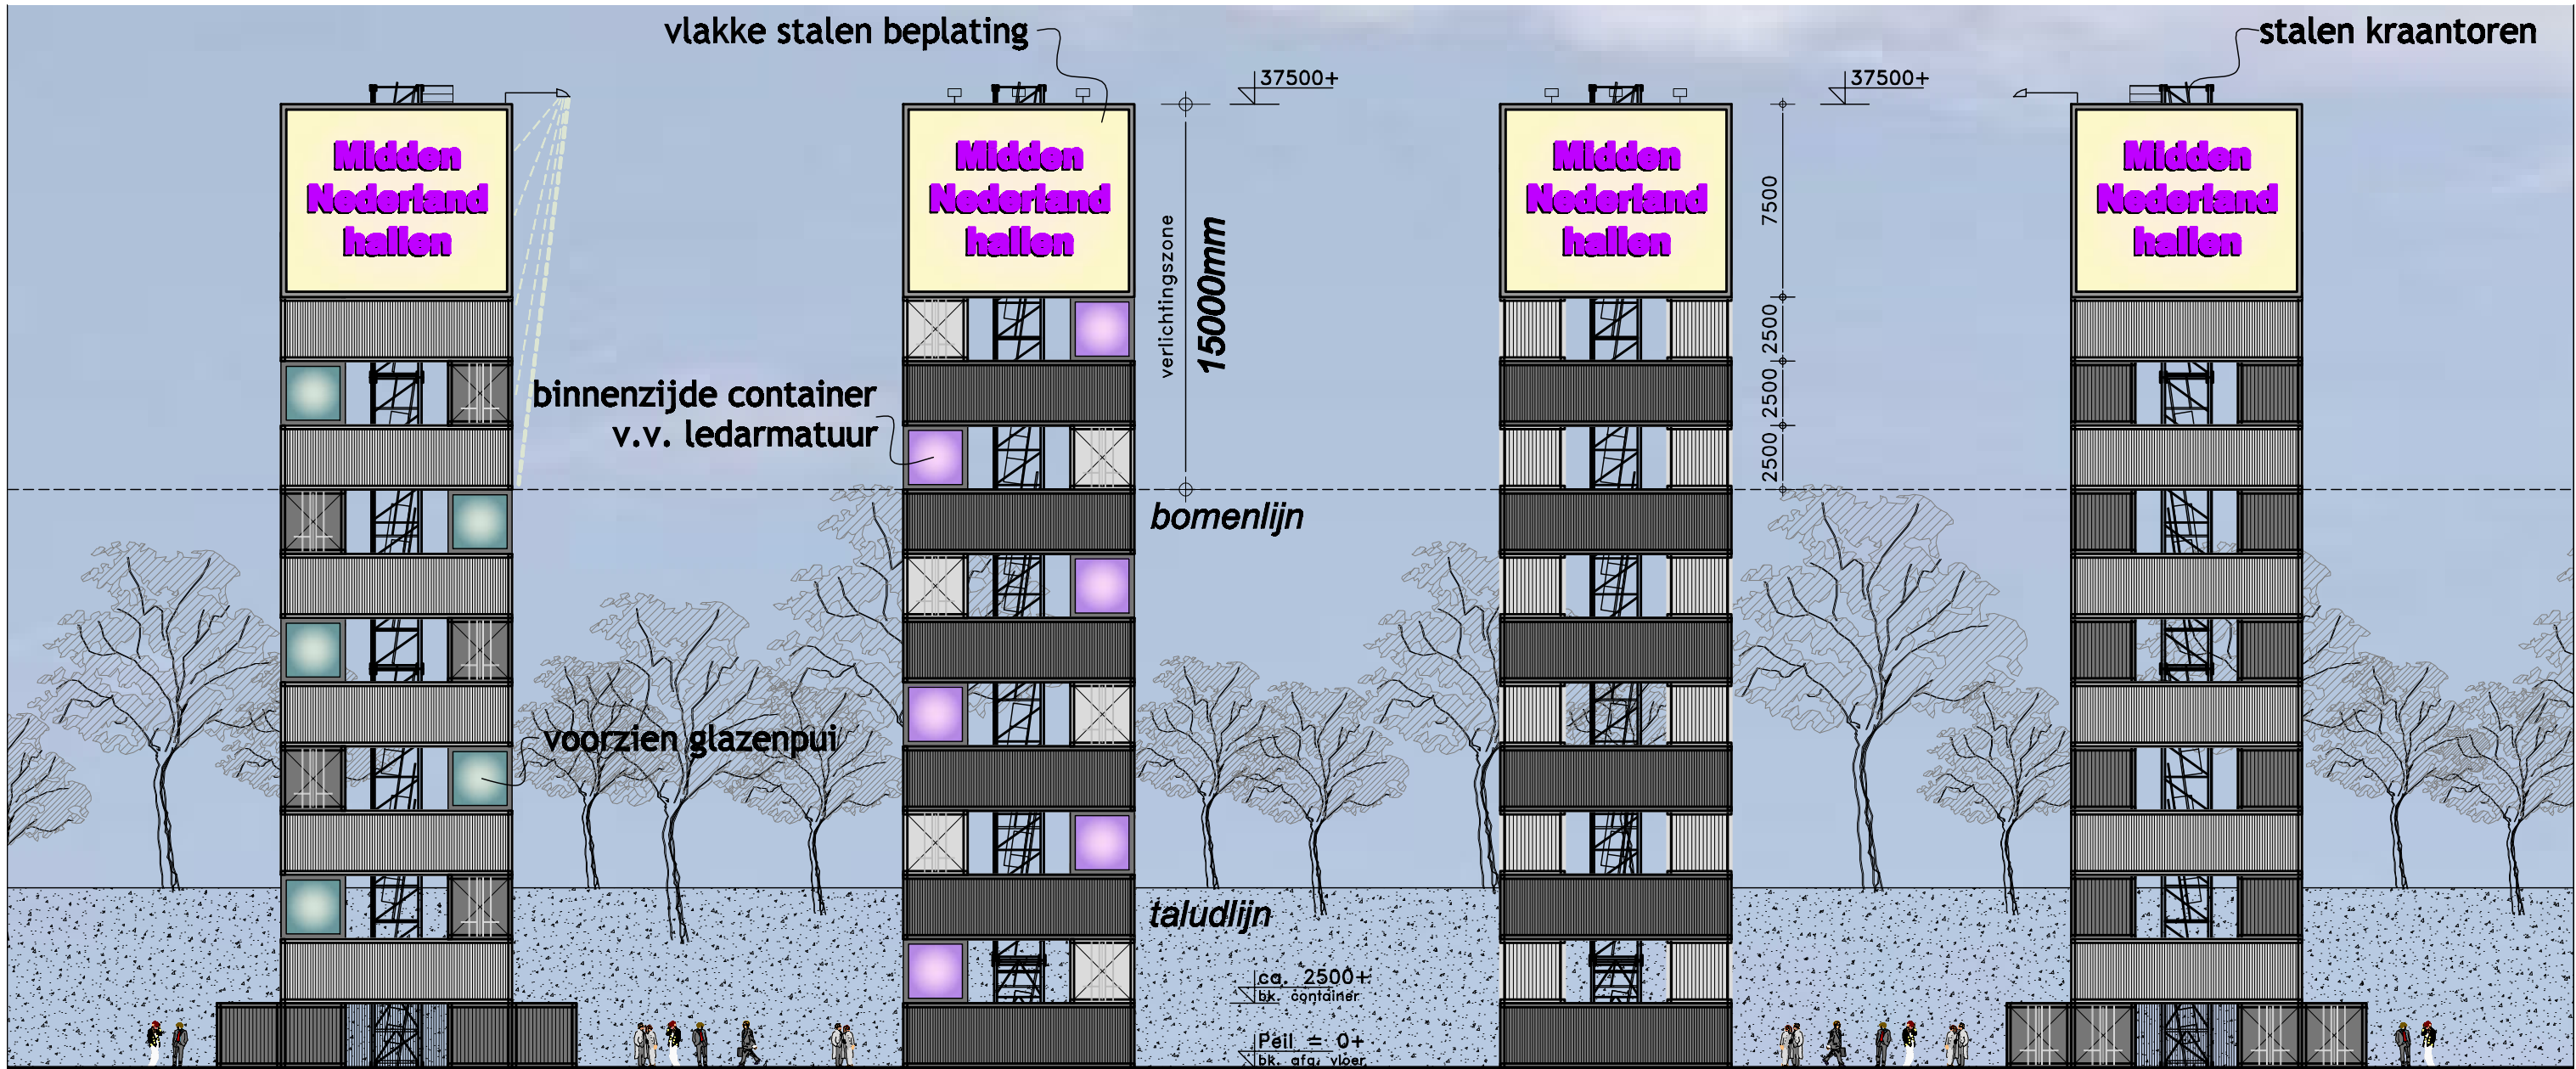 vlakke stalen beplating
stalen kraantoren
37500+
37500+
Midden
Nederland
hallen
Midden
Nederland
hallen
Midden
Nederland
hallen
Midden
Nederland
hallen
verlichtingszone
15000mm
7500
2500
2500
2500
binnenzijde container
v.v. ledarmatuur
bomenlijn
voorzien glazenpui
taludlijn
ca. 2500+
bk. container
Peil = 0+
bk. afg. vloer